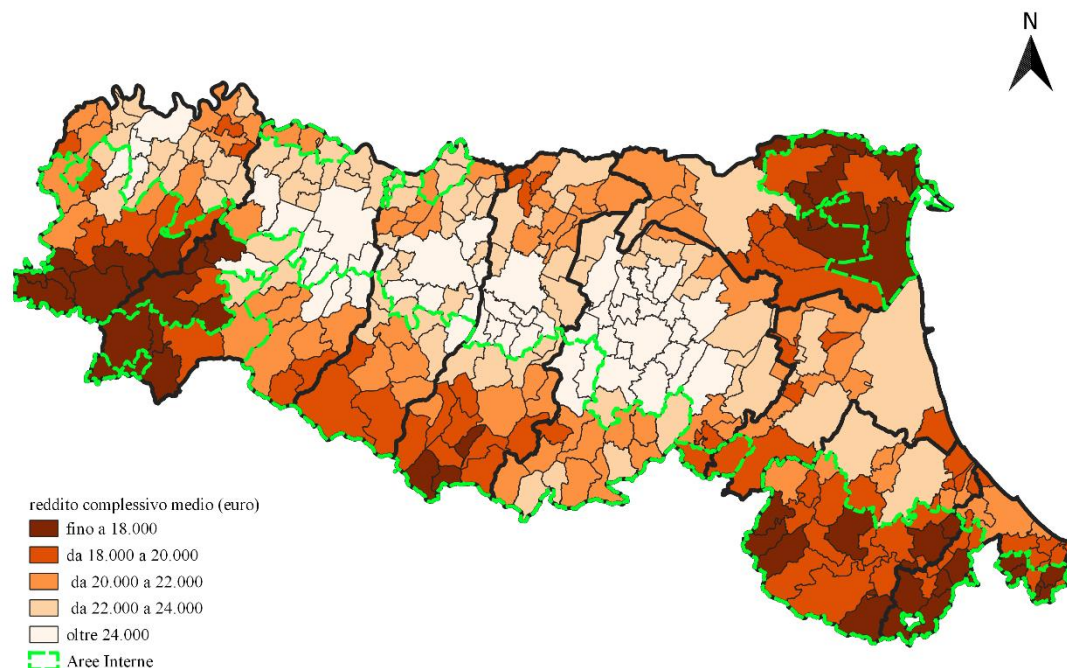 N
reddito complessivo medio (euro)
fino a 18.000
da 18.000 a 20.000
da 20.000 a 22.000
da 22.000 a 24.000
oltre 24.000
Aree Interne